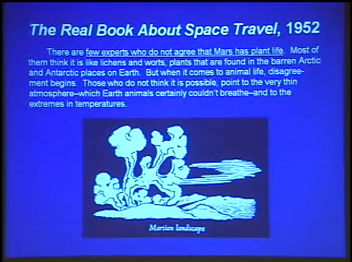 The Real Book About Space Travel, 1952
There are few experts who do not agree that Mars has plant life. Most of
them think it is like lichens and worts, plants that are found in the barren Arctic
and Antarctic places on Earth. But when it comes to animal life, disagree-
ment begins. Those who do not think it is possible, point to the very thin
atmosphere–which Earth animals certainly couldn't breathe–and to the
extremes in temperatures.
Martian landscape